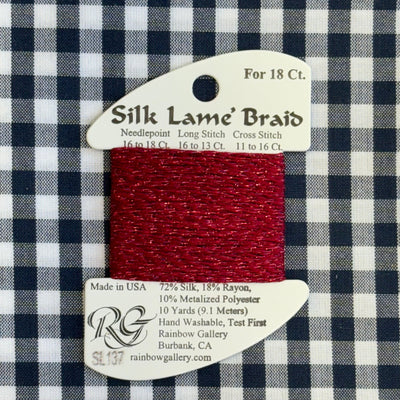 For 18 Ct.
Silk Lame' Braid
Needlepoint Long Stitch Cross Stitch
16 to 18 Ct. 16 to 13 Ct. 11 to 16 Ct.
Made in USA 72% Silk, 18% Rayon,
10% Metalized Polyester
10 Yards (9.1 Meters)
RG Hand Washable, Test First
Rainbow Gallery
Burbank, CA
SL137 rainbowgallery.com